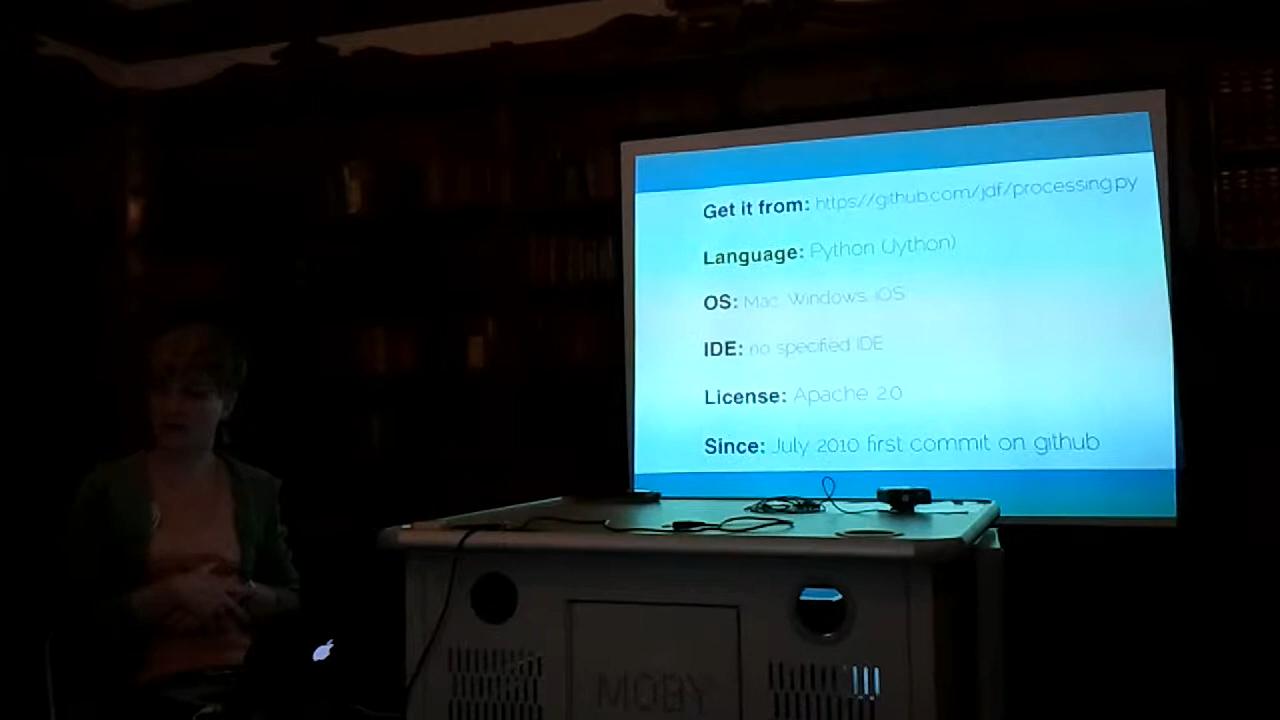 Get it from: https//github.com/jdf/processing.py
Language: Python (Jython)
OS: Mac, Windows, iOS
IDE: no specified IDE
License: Apache 2.0
Since: July 2010 first commit on github
MOBY